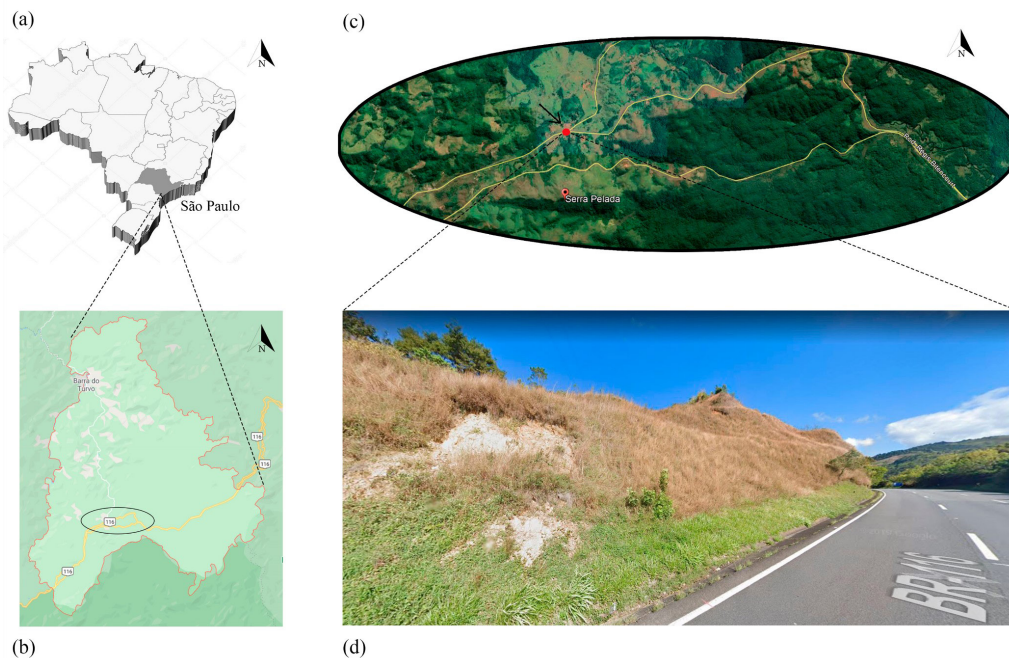 (a)
N
São Paulo
(c)
N
Serra Pelada
N
Barra do
Turvo
116
116
116
116
(b)
BR-116
(d)